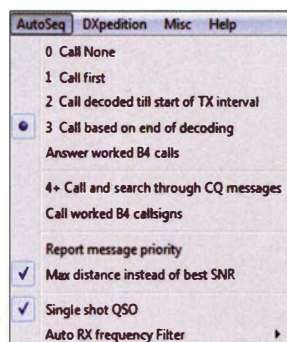 AutoSeq DXpedition Misc Help
0 Call None
1 Call first
2 Call decoded till start of TX interval
3 Call based on end of decoding
Answer worked B4 calls
4+ Call and search through CQ messages
Call worked B4 callsigns
Report message priority
Max distance instead of best SNR
Single shot QSO
Auto RX frequency Filter